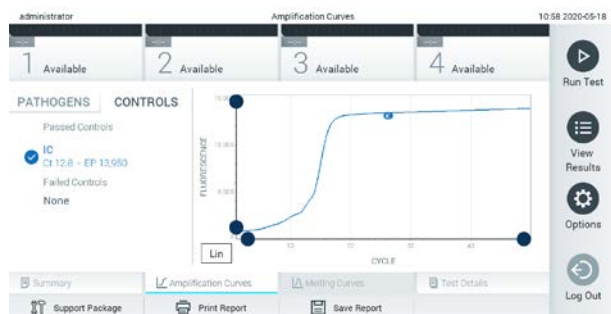 administrator
Amplification Curves
10:58 2020-05-18
1 Available
2 Available
3 Available
4 Available
Run Test
View
Results
Options
Log Out
PATHOGENS
CONTROLS
Passed Controls
IC
Ct 12.8 - EP 13,950
Failed Controls
None
FLUORESCENCE
10.000
Lin
CYCLE
Summary
Amplification Curves
Melting Curves
Test Details
Support Package
Print Report
Save Report